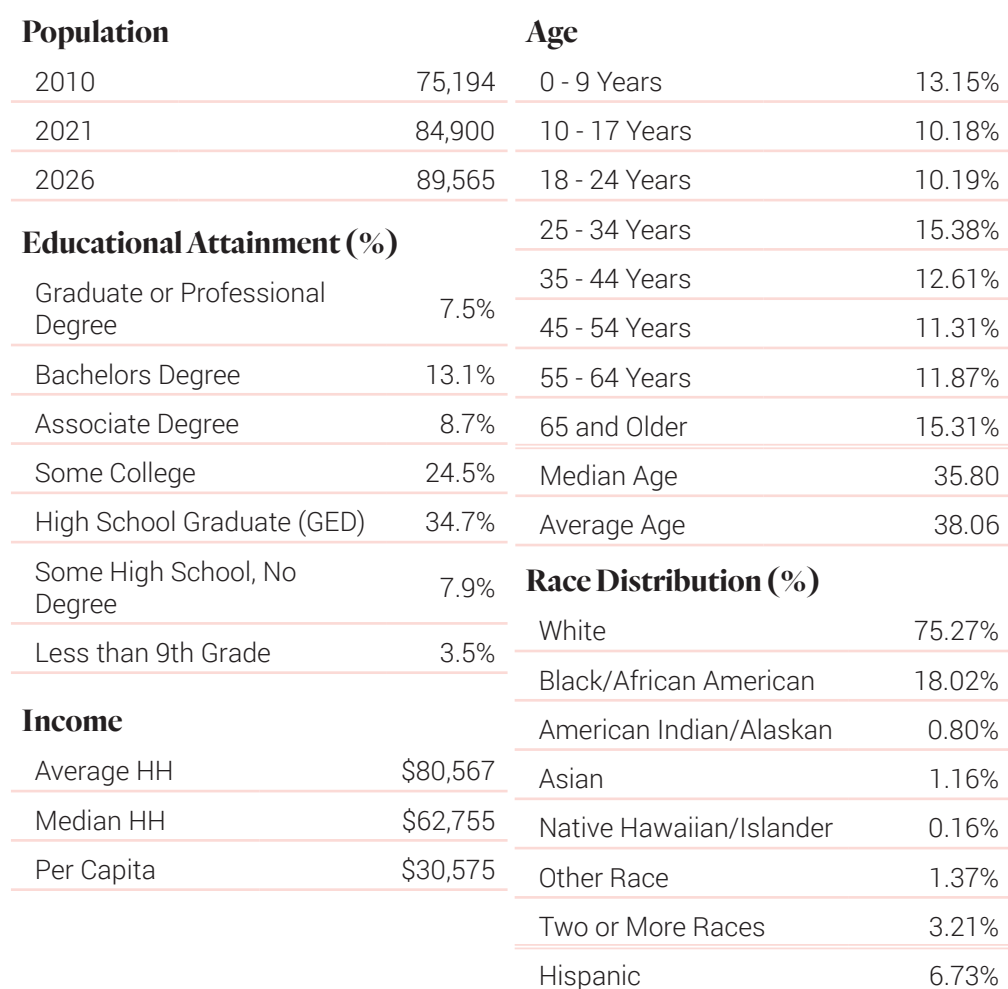 Population
2010 75,194
2021 84,900
2026 89,565
Educational Attainment (%)
Graduate or Professional
Degree 7.5%
Bachelors Degree 13.1%
Associate Degree 8.7%
Some College 24.5%
High School Graduate (GED) 34.7%
Some High School, No
Degree 7.9%
Less than 9th Grade 3.5%
Income
Average HH $80,567
Median HH $62,755
Per Capita $30,575
Age
0 - 9 Years 13.15%
10 - 17 Years 10.18%
18 - 24 Years 10.19%
25 - 34 Years 15.38%
35 - 44 Years 12.61%
45 - 54 Years 11.31%
55 - 64 Years 11.87%
65 and Older 15.31%
Median Age 35.80
Average Age 38.06
Race Distribution (%)
White 75.27%
Black/African American 18.02%
American Indian/Alaskan 0.80%
Asian 1.16%
Native Hawaiian/Islander 0.16%
Other Race 1.37%
Two or More Races 3.21%
Hispanic 6.73%